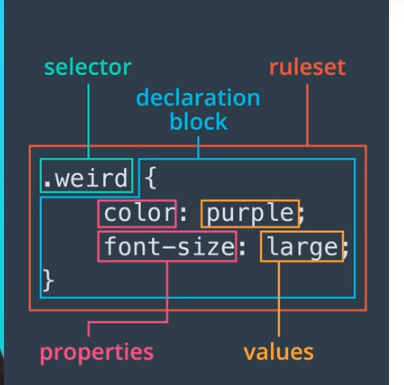 selector
ruleset
declaration
block
.weird {
color: purple;
font-size: large;
}
properties
values